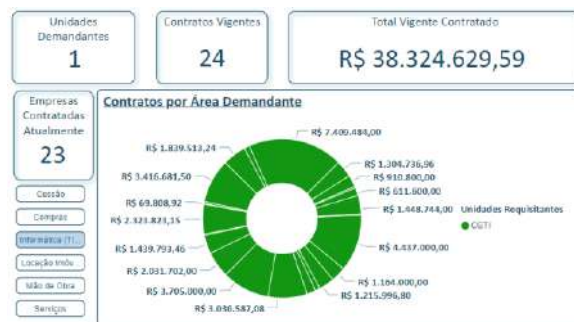 Unidades
Demandantes
1
Contratos Vigentes
24
Total Vigente Contratado
R$ 38.324.629,59
Empresas
Contratadas
Atualmente
23
Cessão
Compras
Informática (TI...
Locação Imóv...
Mão de Obra
Serviços
Contratos por Área Demandante
R$ 7.409.484,00
R$ 1.304.736,96
R$ 910.800,00
R$ 611.600,00
R$ 1.448.744,00
R$ 4.437.000,00
R$ 1.164.000,00
R$ 1.215.996,80
R$ 3.036.587,08
R$ 3.705.000,00
R$ 2.031.702,00
R$ 1.439.793,46
R$ 2.323.823,15
R$ 69.808,92
R$ 3.416.681,50
R$ 1.839.513,24
Unidades Requisitantes
CGTI